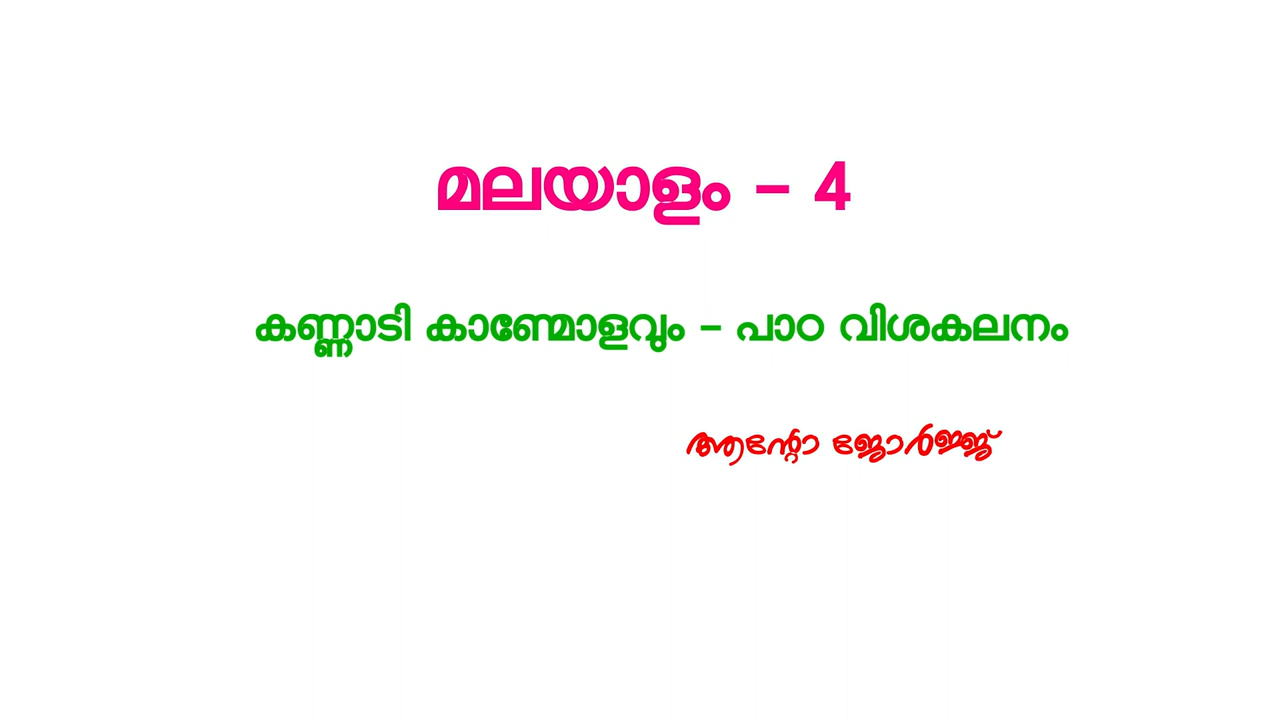 മലയാളം – 4
കണ്ണാടി കാണ്മോളവും – പാഠ വിശകലനം
ആന്റോ ജോർജ്ജ്